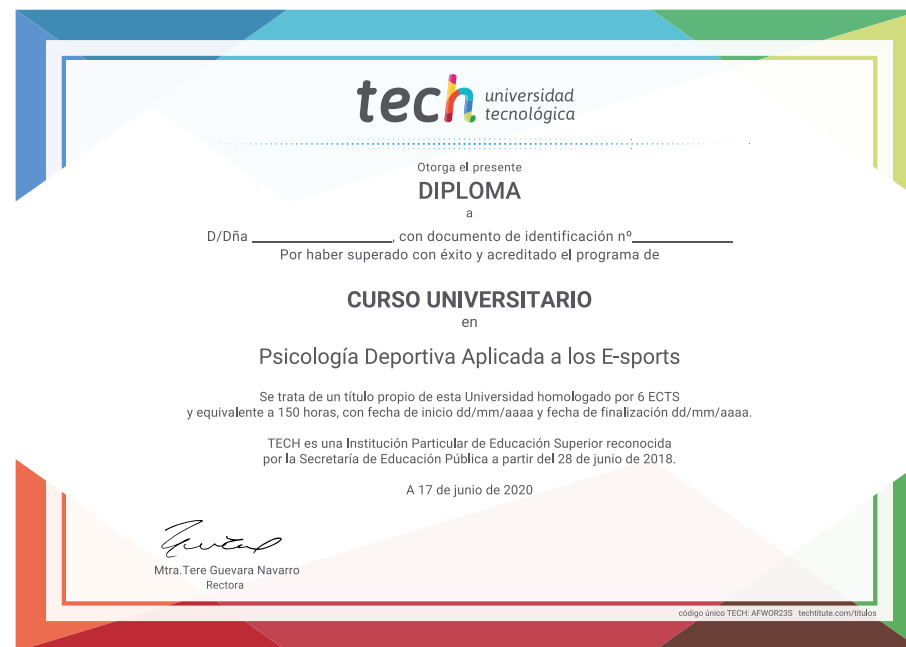 tech universidad
tecnológica
Otorga el presente
DIPLOMA
a
D/Dña ____________________, con documento de identificación nº______________
Por haber superado con éxito y acreditado el programa de
CURSO UNIVERSITARIO
en
Psicología Deportiva Aplicada a los E-sports
Se trata de un título propio de esta Universidad homologado por 6 ECTS
y equivalente a 150 horas, con fecha de inicio dd/mm/aaaa y fecha de finalización dd/mm/aaaa.
TECH es una Institución Particular de Educación Superior reconocida
por la Secretaría de Educación Pública a partir del 28 de junio de 2018.
A 17 de junio de 2020
Mtra.Tere Guevara Navarro
Rectora
código único TECH: AFWOR23S techtitute.com/titulos